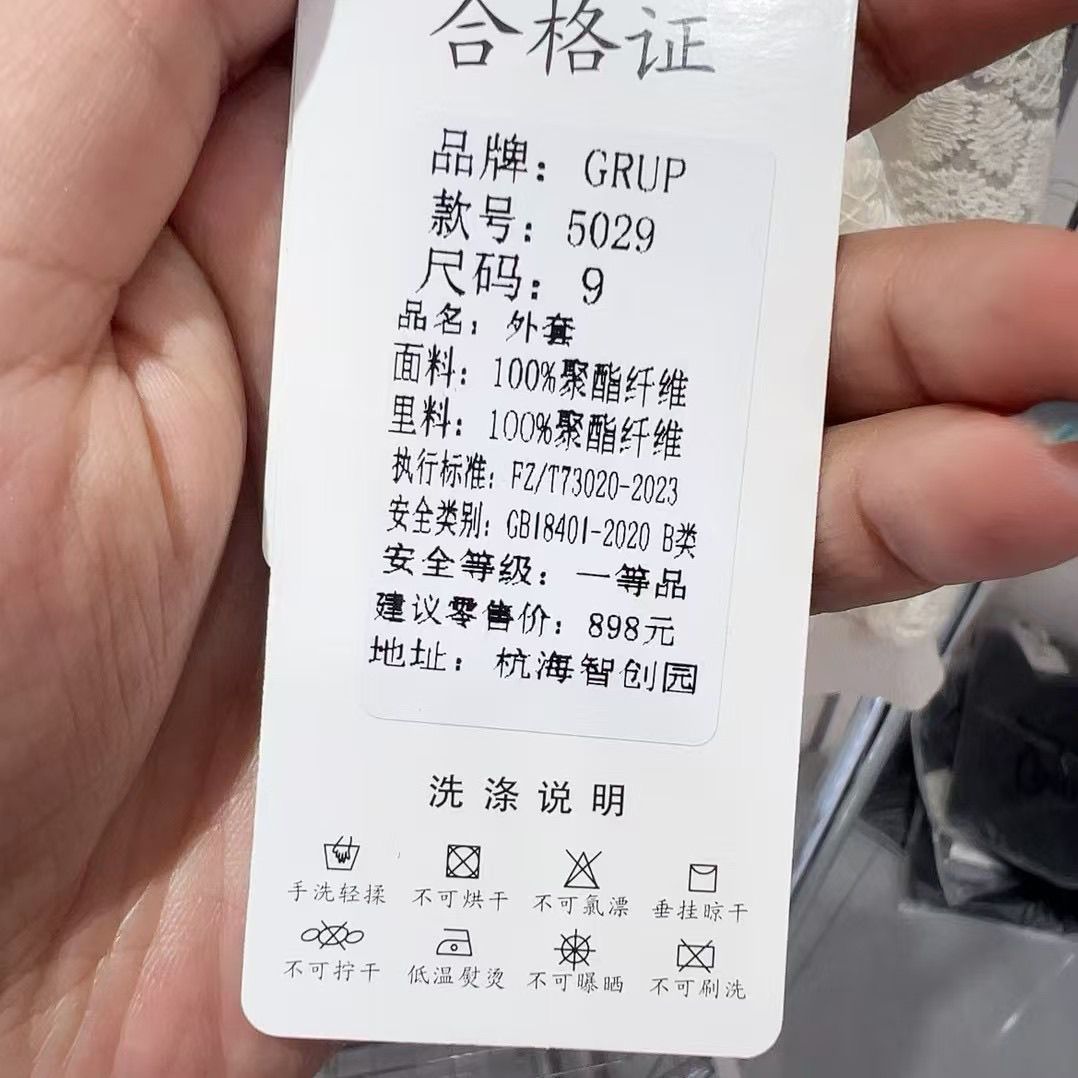 合格证
品牌: GRUP
款号: 5029
尺码: 9
品名: 外套
面料: 100%聚酯纤维
里料: 100%聚酯纤维
执行标准: FZ/T73020-2023
安全类别: GB18401-2020 B类
安全等级: 一等品
建议零售价: 898元
地址: 杭海智创园
洗涤说明
手洗轻揉 不可烘干 不可氯漂 垂挂晾干
不可拧干 低温熨烫 不可曝晒 不可刷洗